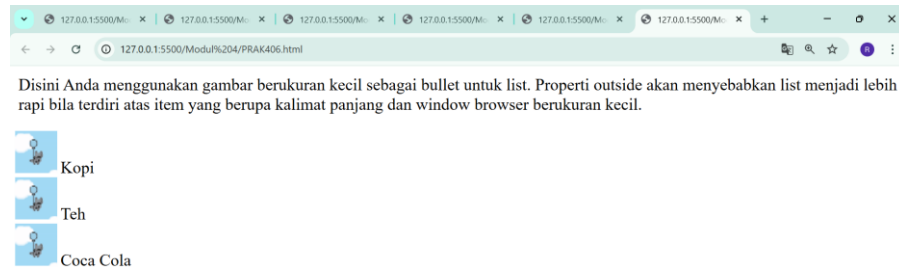 127.0.0.1:5500/Mo
127.0.0.1:5500/Mo
127.0.0.1:5500/Mo
127.0.0.1:5500/Mo
127.0.0.1:5500/Mo
127.0.0.1:5500/Mo
127.0.0.1:5500/Modul%204/PRAK406.html
R
Disini Anda menggunakan gambar berukuran kecil sebagai bullet untuk list. Properti outside akan menyebabkan list menjadi lebih
rapi bila terdiri atas item yang berupa kalimat panjang dan window browser berukuran kecil.
Kopi
Teh
Coca Cola